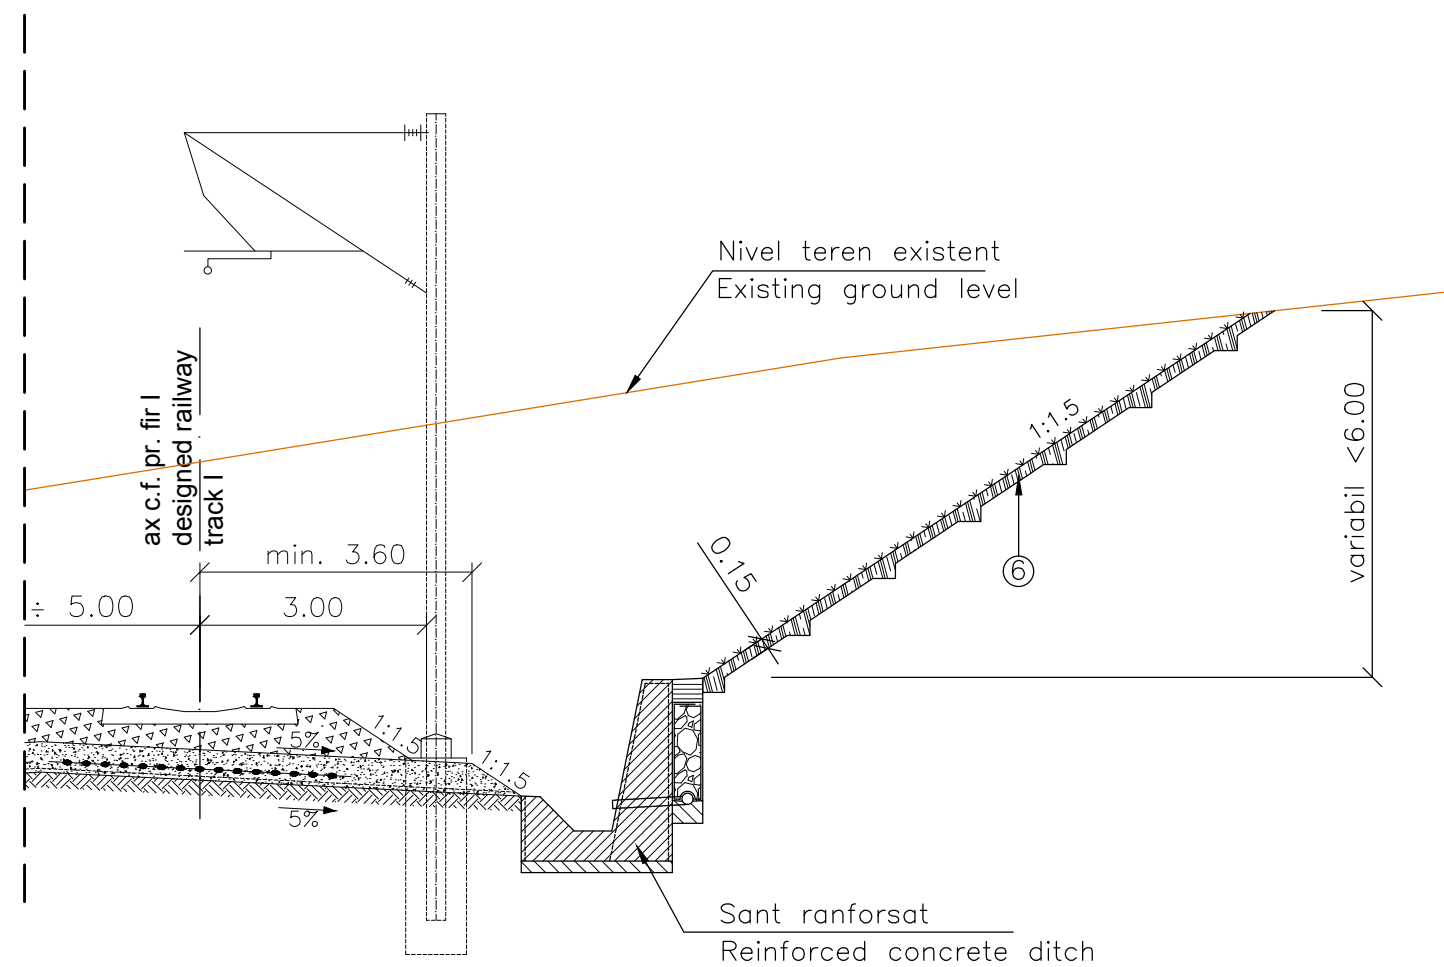 Nivel teren existent
Existing ground level
ax c.f. pr. fir I
designed railway
track I
min. 3.60
÷ 5.00
3.00
1:1.5
variabil <6.00
0.15
6
1:1.5
1:1.5
5%
5%
Sant ranforsat
Reinforced concrete ditch